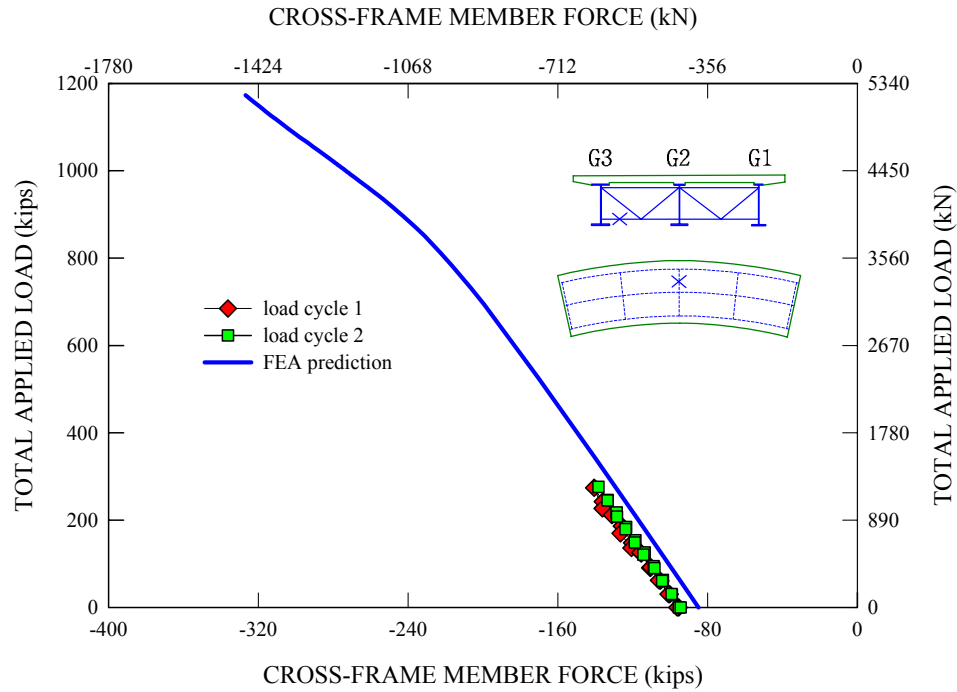 CROSS-FRAME MEMBER FORCE (kN)
-1780 -1424 -1068 -712 -356 0
1200 5340
1000 4450
800 3560
600 2670
400 1780
200 890
0 0
-400 -320 -240 -160 -80 0
TOTAL APPLIED LOAD (kips)
TOTAL APPLIED LOAD (kN)
G3 G2 G1
load cycle 1
load cycle 2
FEA prediction
CROSS-FRAME MEMBER FORCE (kips)